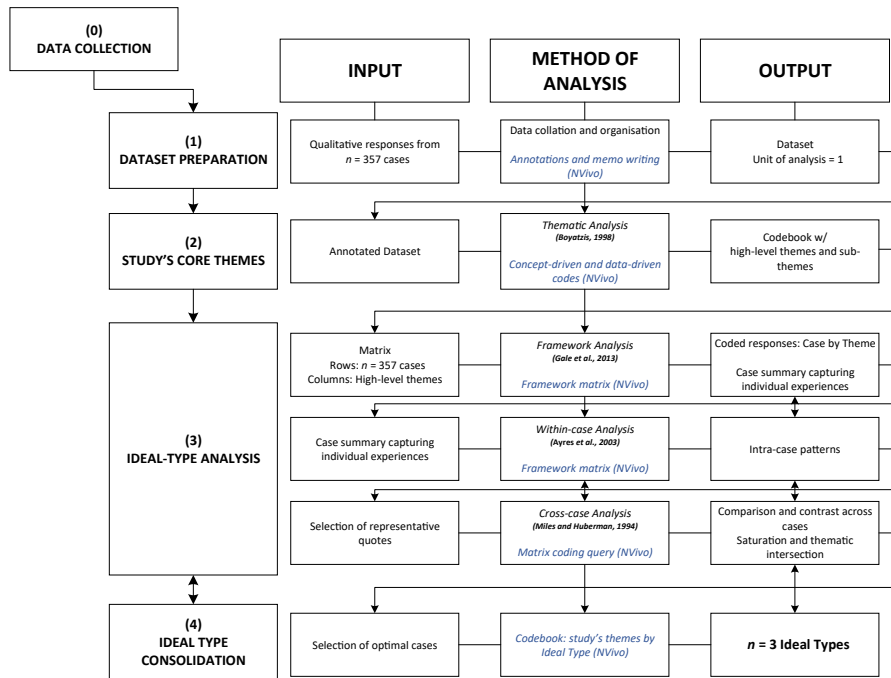 (0)
DATA COLLECTION
INPUT
METHOD OF
ANALYSIS
OUTPUT
(1)
DATASET PREPARATION
Qualitative responses from
n = 357 cases
Data collation and organisation
Annotations and memo writing
(NVivo)
Dataset
Unit of analysis = 1
(2)
STUDY'S CORE THEMES
Annotated Dataset
Thematic Analysis
(Boyatzis, 1998)
Concept-driven and data-driven
codes (NVivo)
Codebook w/
high-level themes and sub-
themes
(3)
IDEAL-TYPE ANALYSIS
Matrix
Rows: n = 357 cases
Columns: High-level themes
Framework Analysis
(Gale et al., 2013)
Framework matrix (NVivo)
Coded responses: Case by Theme
Case summary capturing
individual experiences
Case summary capturing
individual experiences
Within-case Analysis
(Ayres et al., 2003)
Framework matrix (NVivo)
Intra-case patterns
Selection of representative
quotes
Cross-case Analysis
(Miles and Huberman, 1994)
Matrix coding query (NVivo)
Comparison and contrast across
cases
Saturation and thematic
intersection
(4)
IDEAL TYPE
CONSOLIDATION
Selection of optimal cases
Codebook: study's themes by
Ideal Type (NVivo)
n = 3 Ideal Types